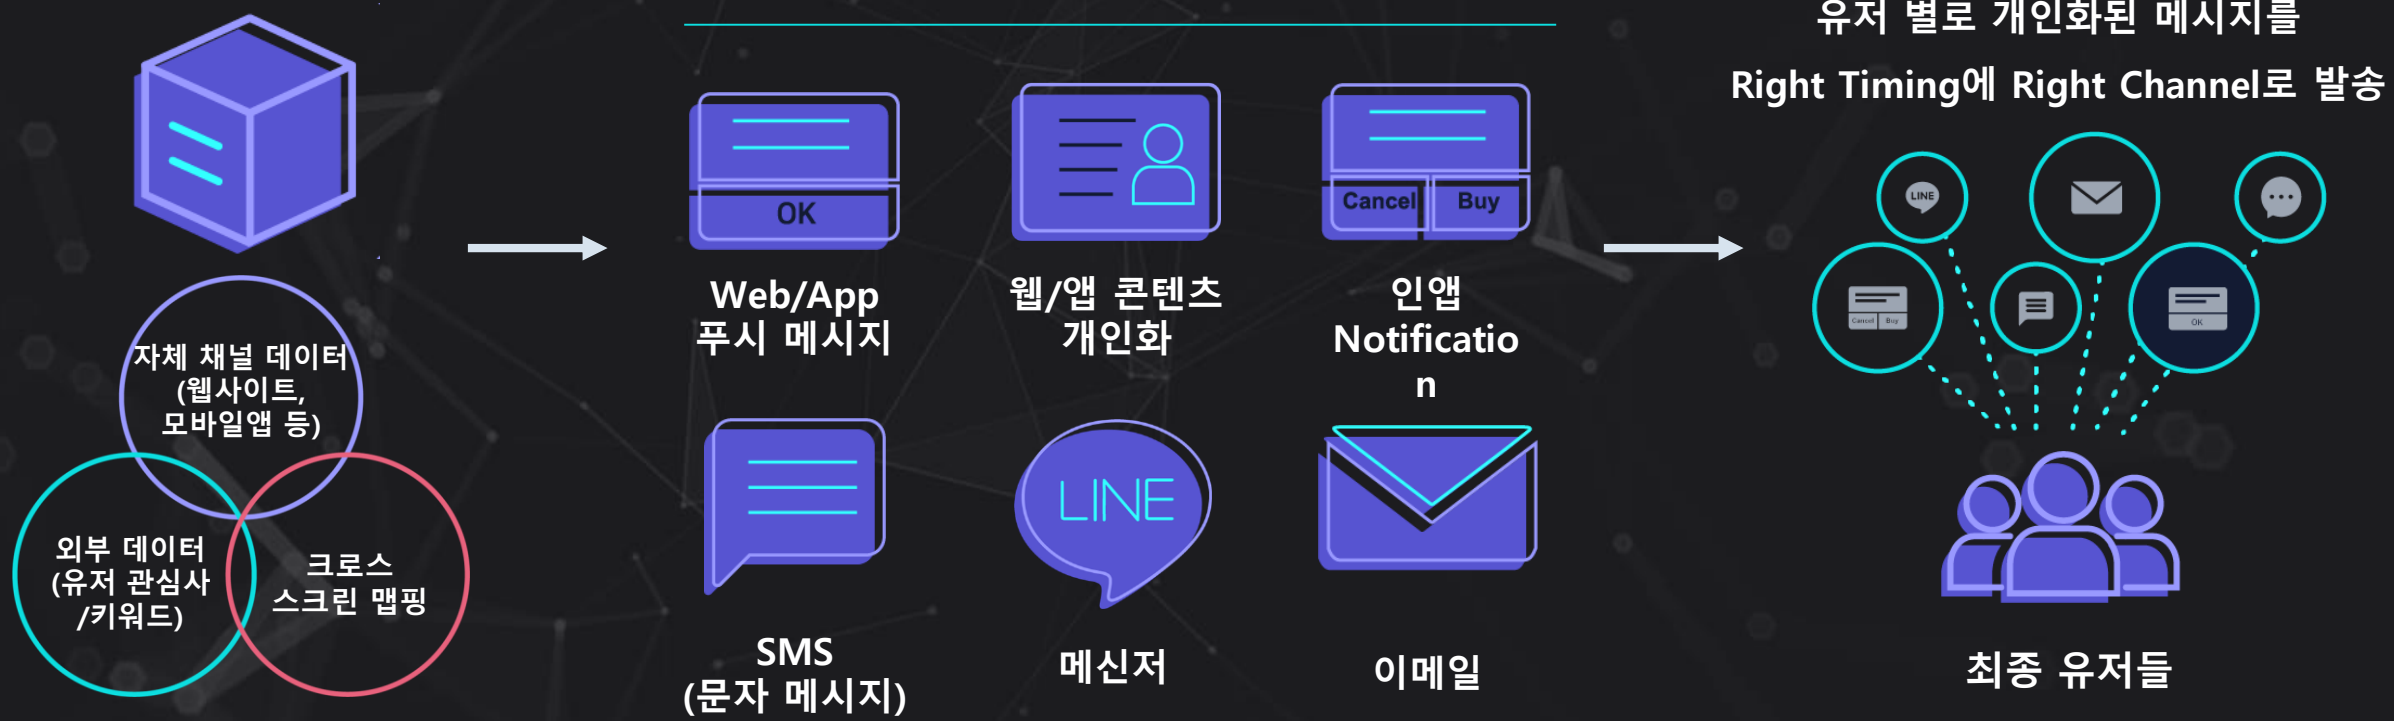 자체 채널 데이터
(웹사이트,
모바일앱 등)
외부 데이터
(유저 관심사
/키워드)
크로스
스크린 맵핑
OK
Web/App
푸시 메시지
웹/앱 콘텐츠
개인화
Cancel
Buy
인앱
Notificatio
n
SMS
(문자 메시지)
LINE
메신저
이메일
유저 별로 개인화된 메시지를
Right Timing에 Right Channel로 발송
LINE
Cancel
Buy
OK
최종 유저들